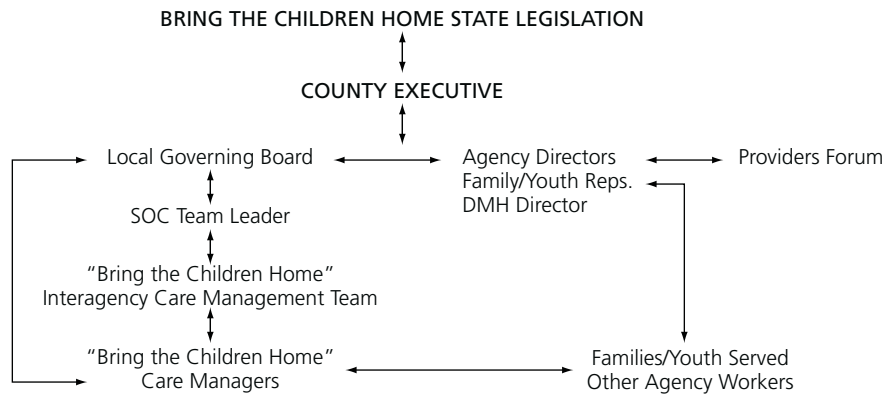 BRING THE CHILDREN HOME STATE LEGISLATION
COUNTY EXECUTIVE
Local Governing Board
Agency Directors
Family/Youth Reps.
DMH Director
Providers Forum
SOC Team Leader
“Bring the Children Home”
Interagency Care Management Team
“Bring the Children Home”
Care Managers
Families/Youth Served
Other Agency Workers